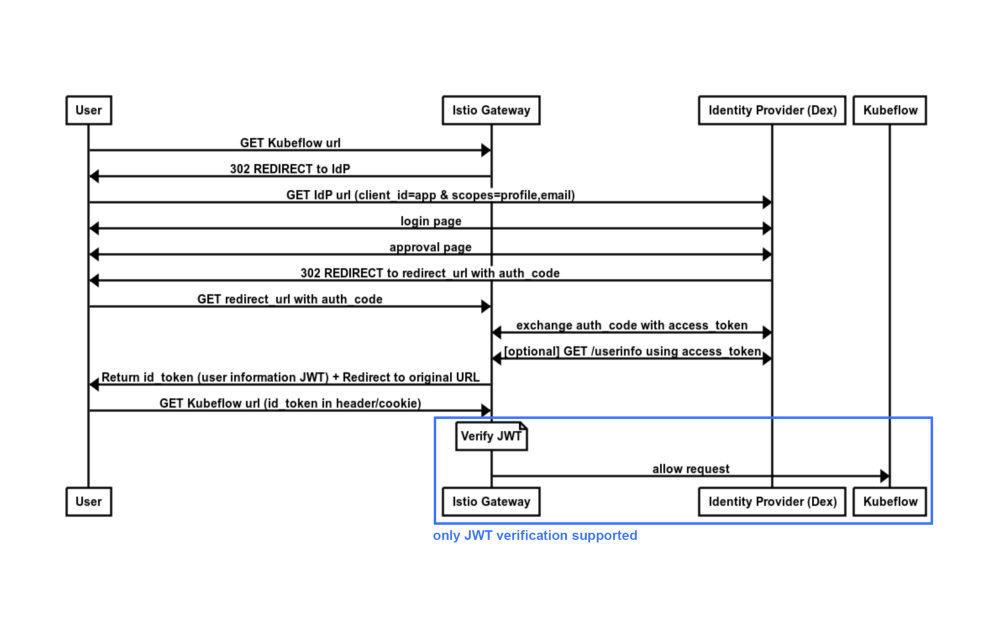 User
Istio Gateway
Identity Provider (Dex)
Kubeflow
GET Kubeflow url
302 REDIRECT to IdP
GET IdP url (client_id=app & scopes=profile,email)
login page
approval page
302 REDIRECT to redirect_url with auth_code
GET redirect_url with auth_code
exchange auth_code with access_token
[optional] GET /userinfo using access_token
Return id_token (user information JWT) + Redirect to original URL
GET Kubeflow url (id_token in header/cookie)
Verify JWT
allow request
User
Istio Gateway
Identity Provider (Dex)
Kubeflow
only JWT verification supported